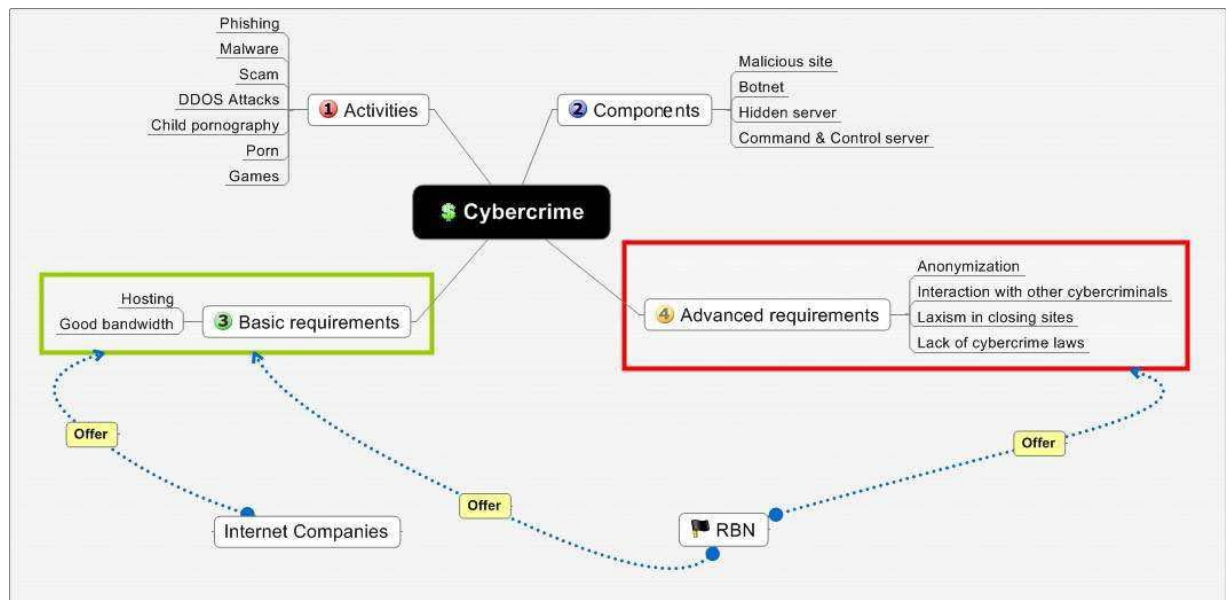 Phishing
Malware
Scam
DDOS Attacks
Child pornography
Porn
Games
1 Activities
2 Components
Malicious site
Botnet
Hidden server
Command & Control server
$ Cybercrime
Hosting
Good bandwidth
3 Basic requirements
4 Advanced requirements
Anonymization
Interaction with other cybercriminals
Laxism in closing sites
Lack of cybercrime laws
Offer
Offer
Offer
Internet Companies
RBN